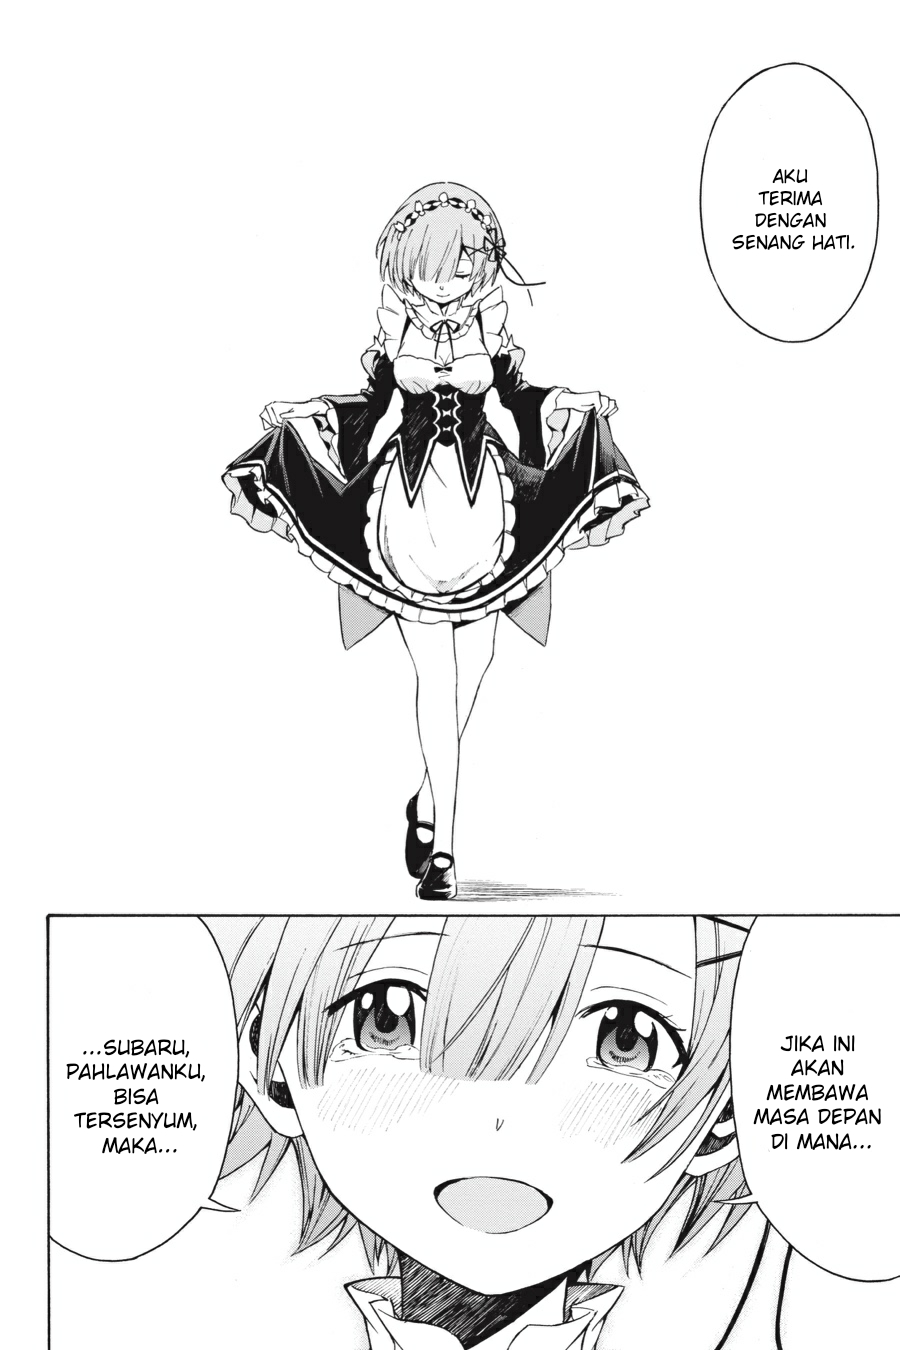 AKU
TERIMA
DENGAN
SENANG HATI.
JIKA INI
AKAN
MEMBAWA
MASA DEPAN
DI MANA...
...SUBARU,
PAHLAWANKU,
BISA
TERSENYUM,
MAKA...